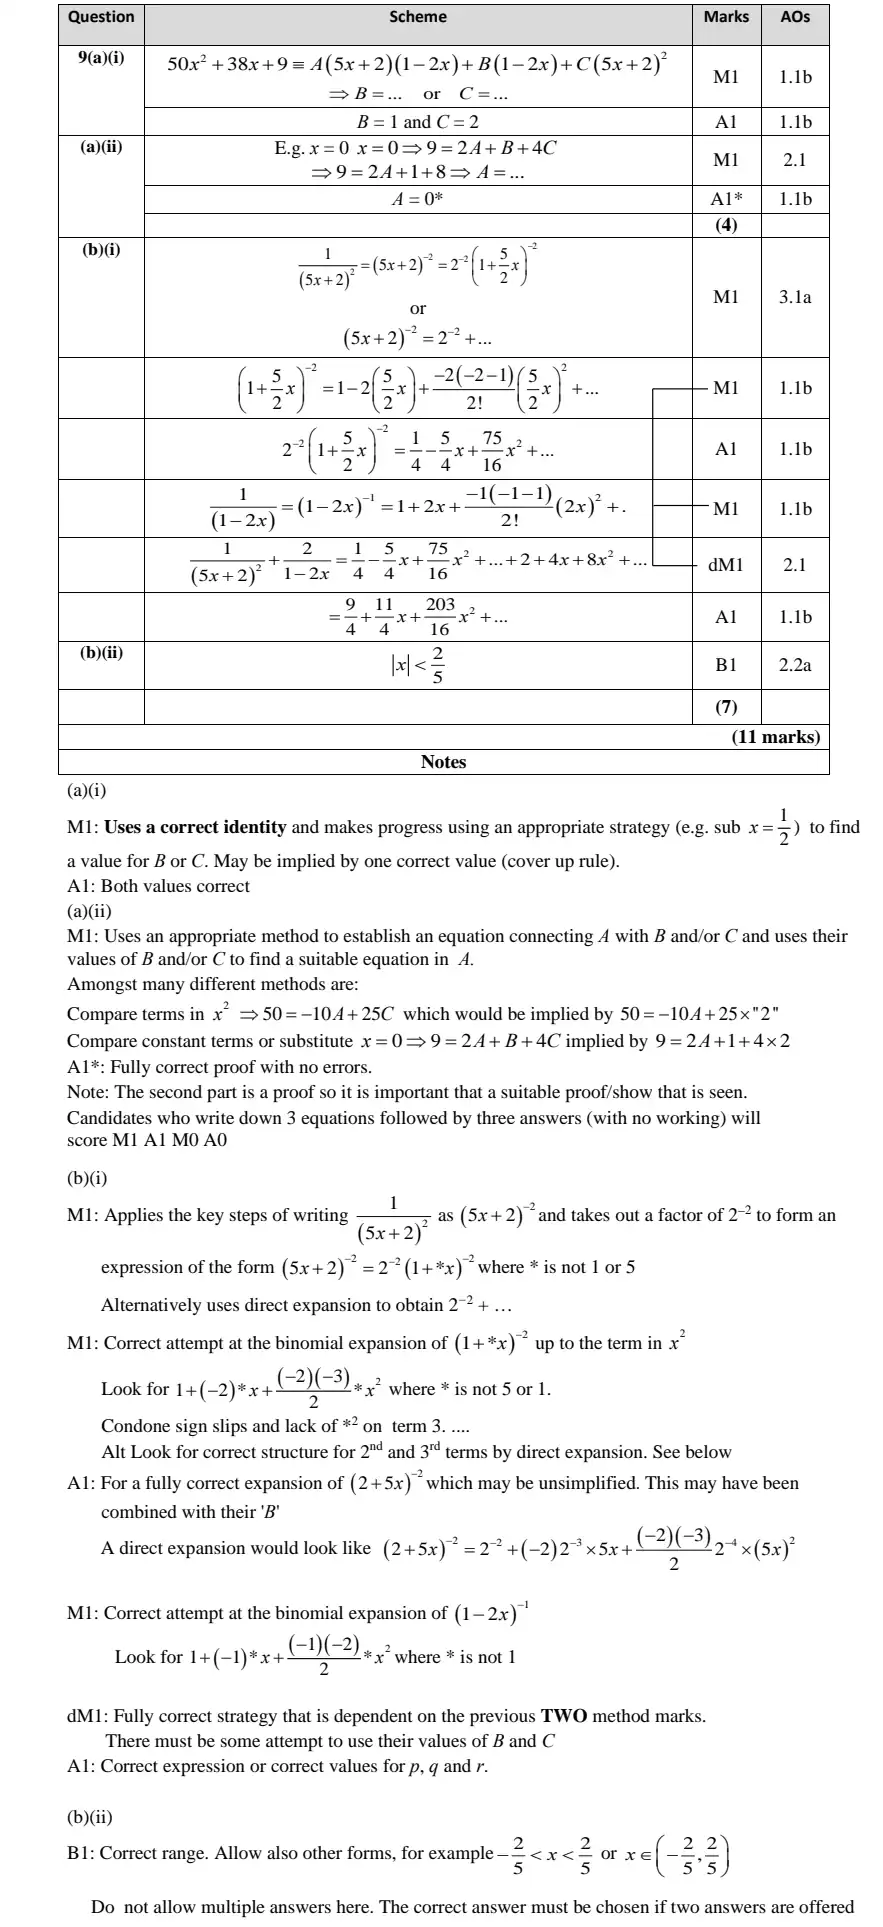 Question Scheme Marks AOs
9(a)(i) 50x² + 38x + 9 ≡ A(5x + 2)(1 − 2x) + B(1 − 2x) + C(5x + 2)²
⇒ B = ... or C = ... M1 1.1b
B = 1 and C = 2 A1 1.1b
(a)(ii) E.g. x = 0 x = 0 ⇒ 9 = 2A + B + 4C
⇒ 9 = 2A + 1 + 8 ⇒ A = ... M1 2.1
A = 0* A1* 1.1b
(4)
(b)(i) 1/(5x + 2)² = (5x + 2)⁻² = 2⁻²(1 + 5/2 x)⁻²
or
(5x + 2)⁻² = 2⁻² + ... M1 3.1a
(1 + 5/2 x)⁻² = 1 − 2(5/2 x) + −2(−2−1)/2! (5/2 x)² + ... M1 1.1b
2⁻²(1 + 5/2 x)⁻² = 1/4 − 5/4 x + 75/16 x² + ... A1 1.1b
1/(1 − 2x) = (1 − 2x)⁻¹ = 1 + 2x + −1(−1−1)/2! (2x)² + . M1 1.1b
1/(5x + 2)² + 2/(1 − 2x) = 1/4 − 5/4 x + 75/16 x² + ... + 2 + 4x + 8x² + ... dM1 2.1
= 9/4 + 11/4 x + 203/16 x² + ... A1 1.1b
(b)(ii) |x| < 2/5 B1 2.2a
(7)
(11 marks)
Notes
(a)(i)
M1: Uses a correct identity and makes progress using an appropriate strategy (e.g. sub x = 1/2 ) to find
a value for B or C. May be implied by one correct value (cover up rule).
A1: Both values correct
(a)(ii)
M1: Uses an appropriate method to establish an equation connecting A with B and/or C and uses their
values of B and/or C to find a suitable equation in A.
Amongst many different methods are:
Compare terms in x² ⇒ 50 = −10A + 25C which would be implied by 50 = −10A + 25 × "2"
Compare constant terms or substitute x = 0 ⇒ 9 = 2A + B + 4C implied by 9 = 2A + 1 + 4 × 2
A1*: Fully correct proof with no errors.
Note: The second part is a proof so it is important that a suitable proof/show that is seen.
Candidates who write down 3 equations followed by three answers (with no working) will
score M1 A1 M0 A0
(b)(i)
M1: Applies the key steps of writing 1/(5x + 2)² as (5x + 2)⁻² and takes out a factor of 2⁻² to form an
expression of the form (5x + 2)⁻² = 2⁻²(1 + *x)⁻² where * is not 1 or 5
Alternatively uses direct expansion to obtain 2⁻² + …
M1: Correct attempt at the binomial expansion of (1 + *x)⁻² up to the term in x²
Look for 1 + (−2)*x + (−2)(−3)/2 *x² where * is not 5 or 1.
Condone sign slips and lack of *² on term 3. ....
Alt Look for correct structure for 2nd and 3rd terms by direct expansion. See below
A1: For a fully correct expansion of (2 + 5x)⁻² which may be unsimplified. This may have been
combined with their 'B'
A direct expansion would look like (2 + 5x)⁻² = 2⁻² + (−2)2⁻³ × 5x + (−2)(−3)/2 2⁻⁴ × (5x)²
M1: Correct attempt at the binomial expansion of (1 − 2x)⁻¹
Look for 1 + (−1)*x + (−1)(−2)/2 *x² where * is not 1
dM1: Fully correct strategy that is dependent on the previous TWO method marks.
There must be some attempt to use their values of B and C
A1: Correct expression or correct values for p, q and r.
(b)(ii)
B1: Correct range. Allow also other forms, for example −2/5 < x < 2/5 or x ∈ (−2/5, 2/5)
Do not allow multiple answers here. The correct answer must be chosen if two answers are offered